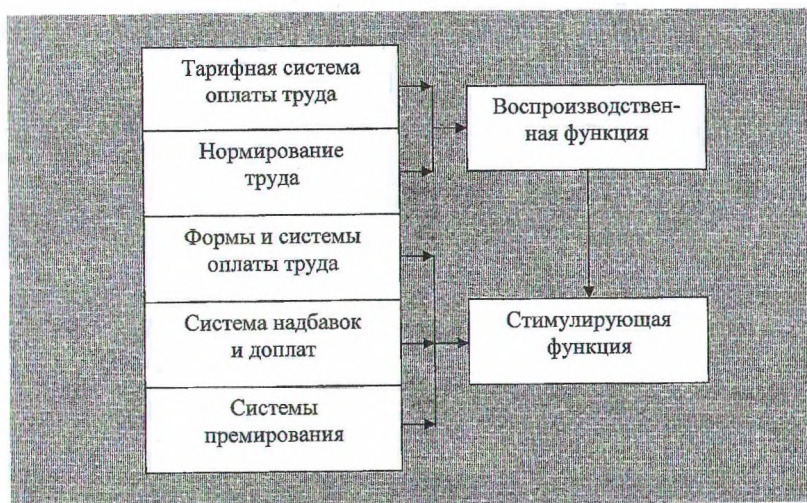 Тарифная система
оплаты труда
Нормирование
труда
Формы и системы
оплаты труда
Система надбавок
и доплат
Системы
премирования
Воспроизводствен-
ная функция
Стимулирующая
функция